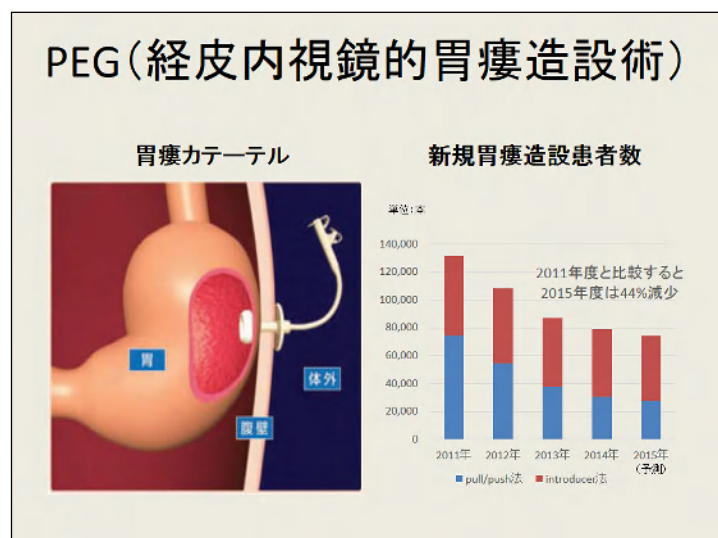 PEG（経皮内視鏡的胃瘻造設術）
胃瘻カテーテル
胃
腹壁
体外
新規胃瘻造設患者数
単位：本
140,000
120,000
100,000
80,000
60,000
40,000
20,000
0
2011年度と比較すると
2015年度は44%減少
2011年 2012年 2013年 2014年 2015年
（予測）
pull/push法 introducer法